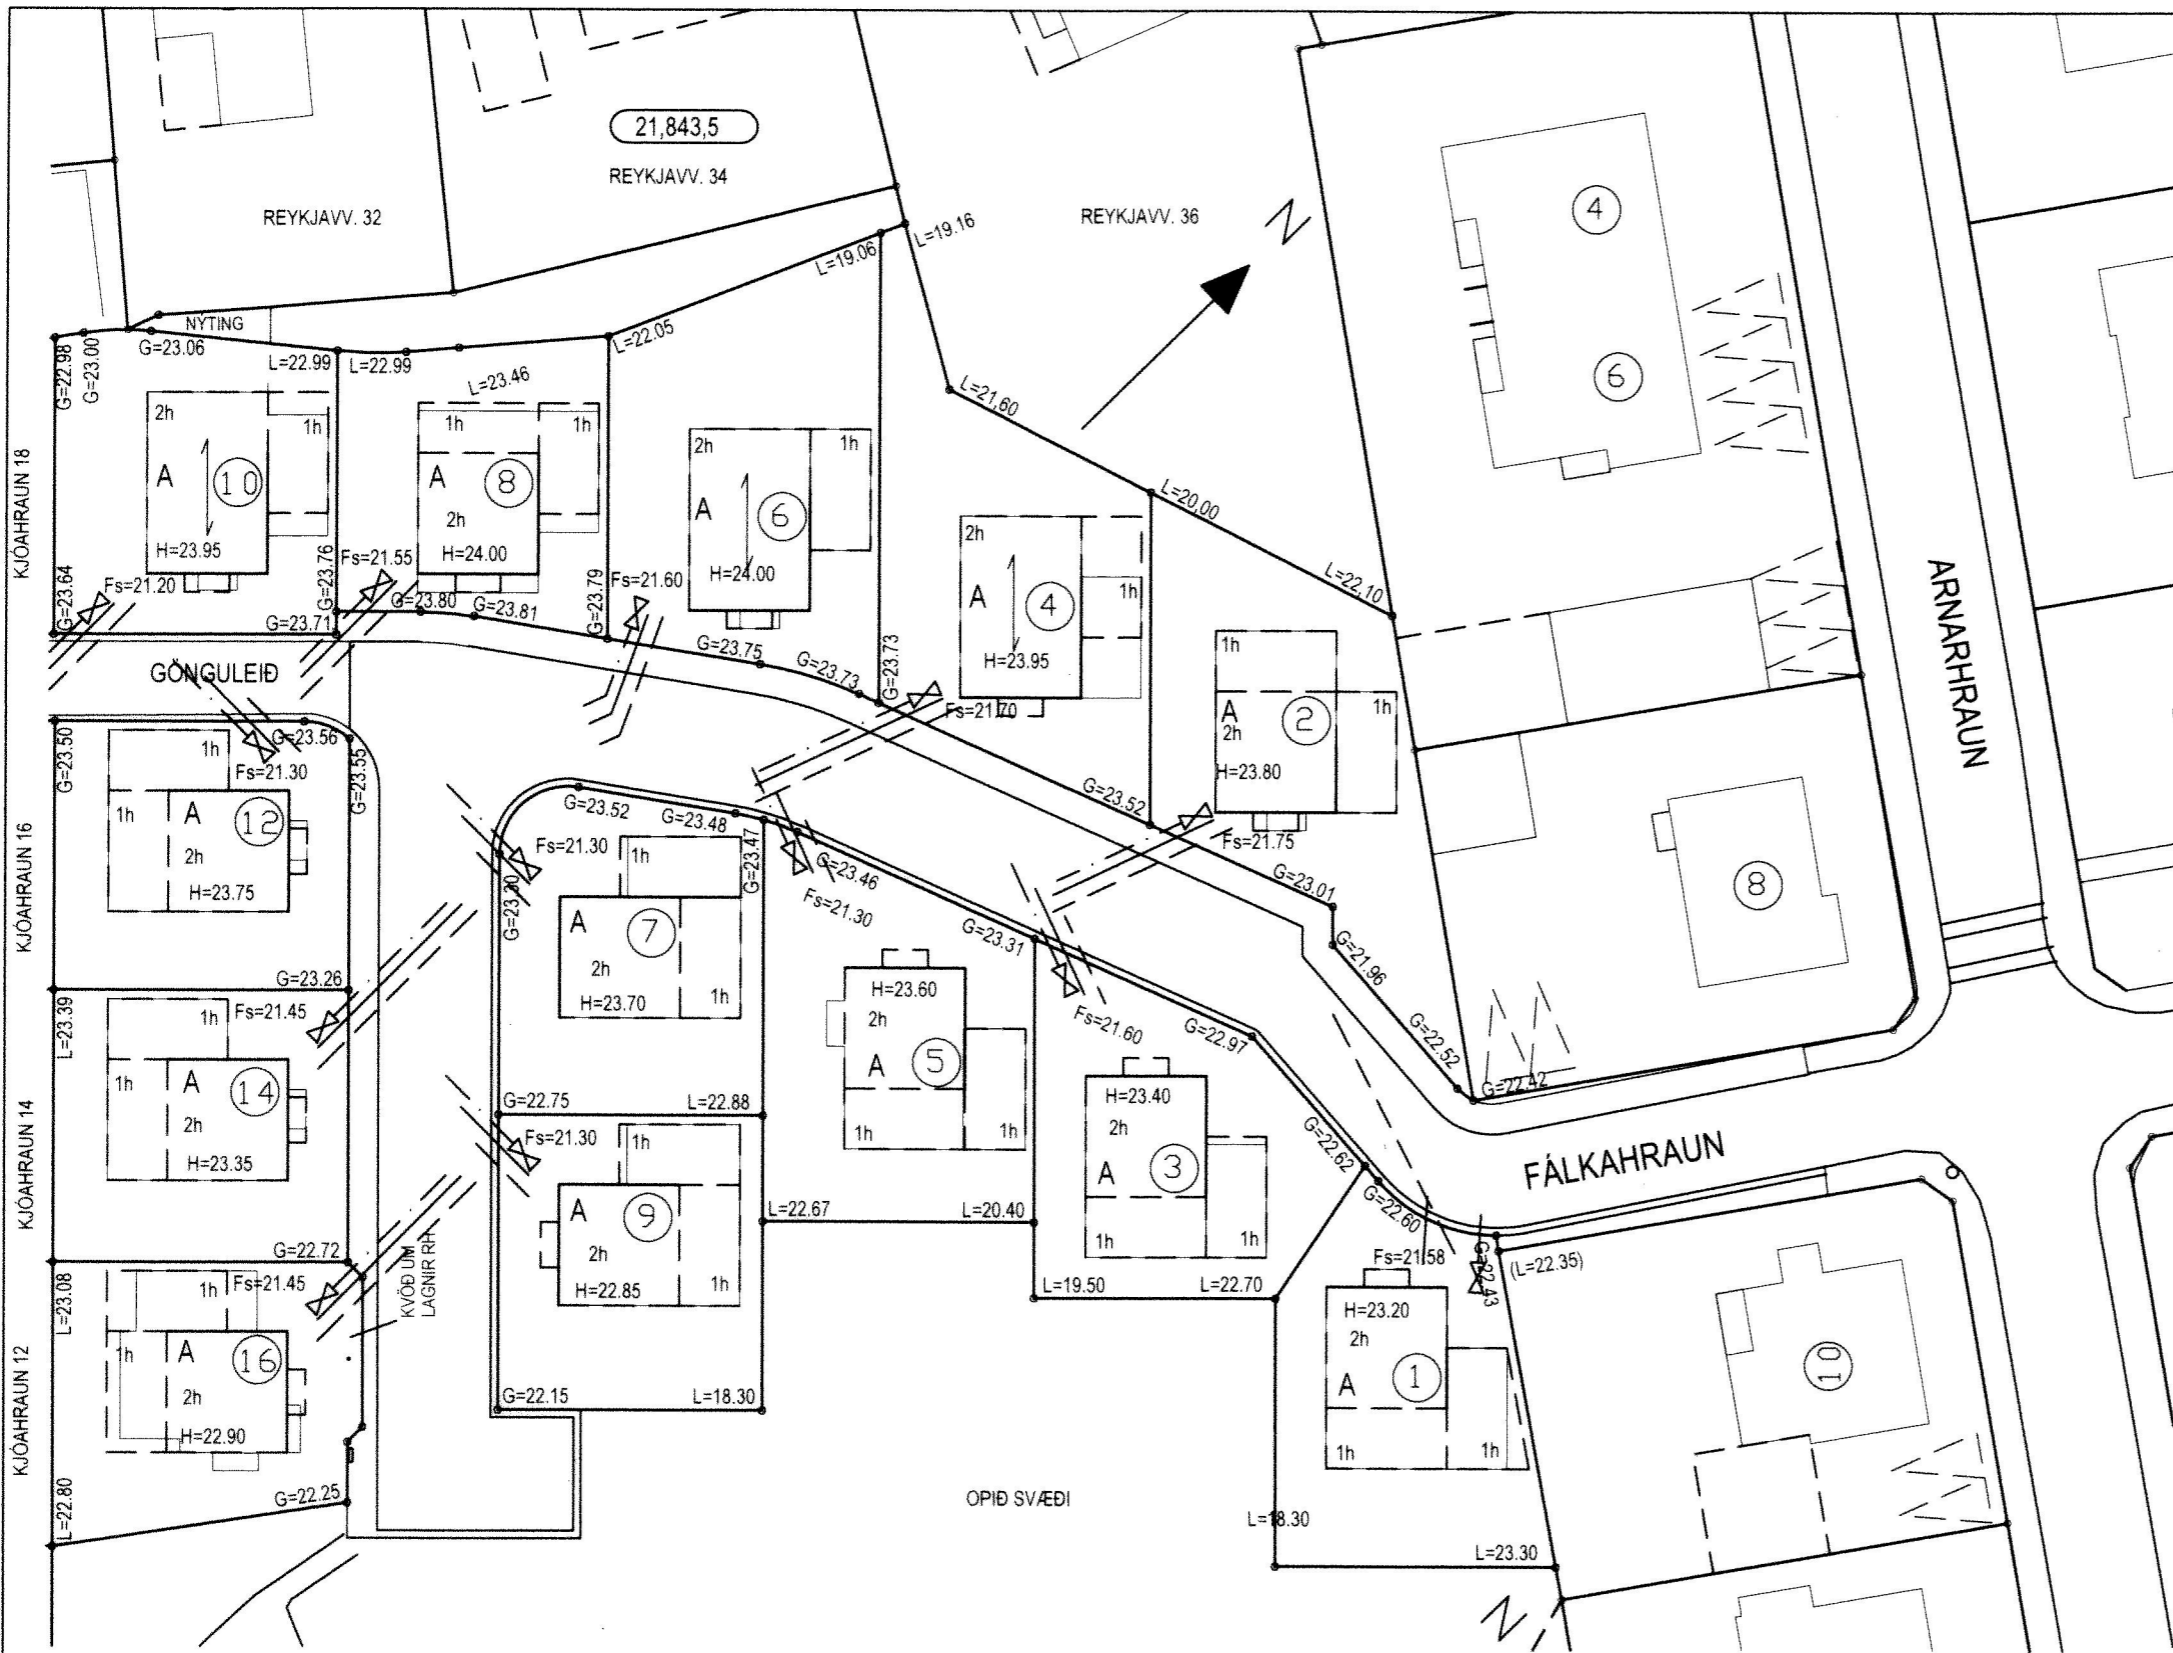 21,843,5
REYKJAVV. 34
REYKJAVV. 32
REYKJAVV. 36
N
L=19.06
L=19.16
NÝTING
G=22.98
G=23.00
G=23.06
L=22.99
L=22.99
L=23.46
L=22.05
L=21,60
L=20,00
L=22,10
KJÓAHRAUN 18
2h
1h
A
10
H=23.95
1h
1h
A
8
2h
H=24.00
2h
1h
A
6
H=24.00
2h
A
4
1h
H=23.95
1h
A
2h
2
1h
H=23.80
4
6
8
ARNARHRAUN
G=23.64
Fs=21.20
G=23.76
Fs=21.55
G=23.71
G=23.80
G=23.81
G=23.79
Fs=21.60
G=23.75
G=23.73
G=23.73
Fs=21.70
G=23.52
Fs=21.75
G=23.01
G=21.96
G=22.52
G=22.42
GÖNGULEIÐ
G=23.50
G=23.56
G=23.55
Fs=21.30
1h
1h
A
12
2h
H=23.75
KJÓAHRAUN 16
G=23.26
L=23.39
Fs=21.45
1h
1h
A
14
2h
H=23.35
KJÓAHRAUN 14
G=22.72
L=23.08
Fs=21.45
1h
1h
A
16
2h
H=22.90
KJÓAHRAUN 12
L=22.80
G=22.25
KVÖÐ UM
LAGNIR RH
G=23.52
G=23.48
G=23.47
G=23.46
Fs=21.30
Fs=21.30
G=23.30
1h
A
7
2h
H=23.70
1h
G=22.75
L=22.88
Fs=21.30
1h
A
9
2h
H=22.85
1h
G=22.15
L=18.30
G=23.31
H=23.60
2h
A
5
1h
1h
L=22.67
L=20.40
Fs=21.60
G=22.97
H=23.40
2h
A
3
1h
1h
L=19.50
L=22.70
G=22.62
G=22.60
Fs=21.58
G=22.43
(L=22.35)
FÁLKAHRAUN
H=23.20
2h
A
1
1h
1h
10
OPIÐ SVÆÐI
L=18.30
L=23.30
N